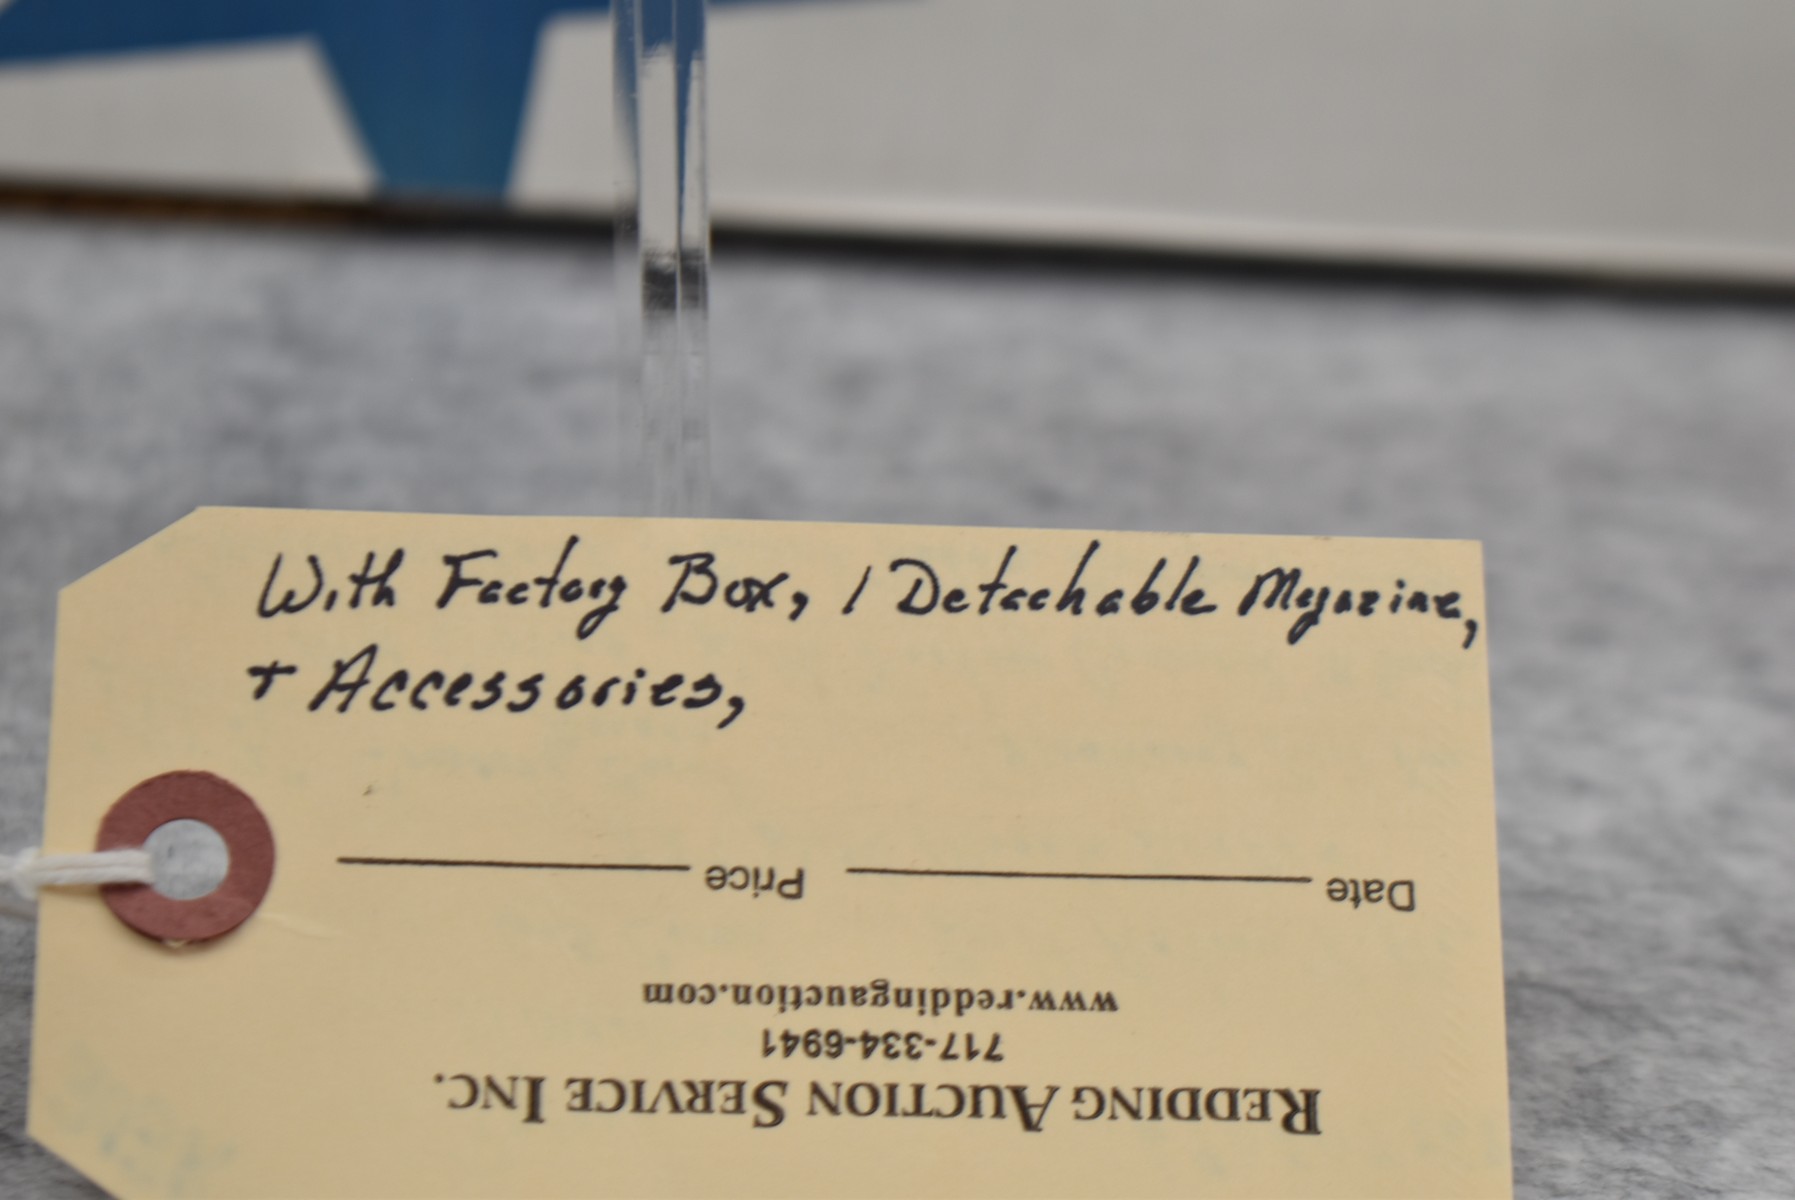 With Factory Box, 1 Detachable Magazine,
+ Accessories,
REDDING AUCTION SERVICE INC.
717-334-6941
www.reddingauction.com
Date Price